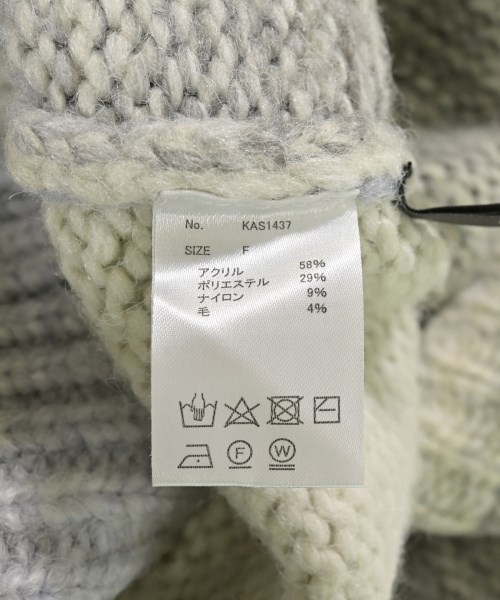 No. KAS1437
SIZE F
アクリル 58%
ポリエステル 29%
ナイロン 9%
毛 4%
F W